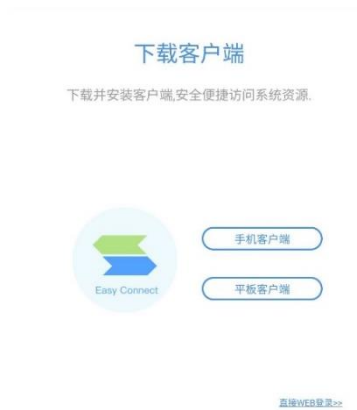 下载客户端
下载并安装客户端,安全便捷访问系统资源.
手机客户端
Easy Connect
平板客户端
直接WEB登录>>